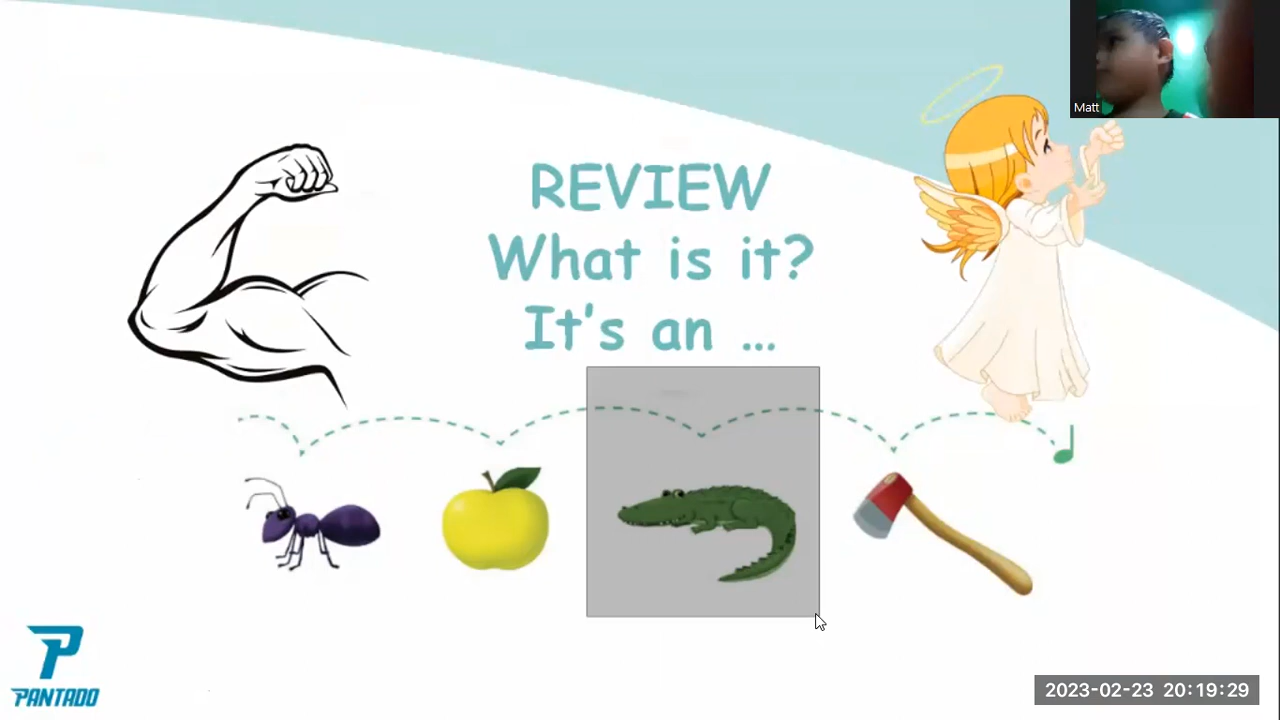 Matt
REVIEW
What is it?
It's an ...
PANTADO
2023-02-23 20:19:29